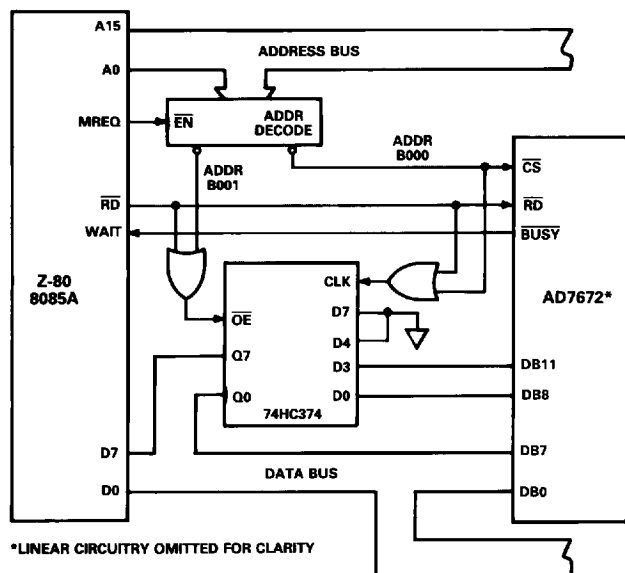 A15
ADDRESS BUS
A0
MREQ
EN
ADDR
DECODE
ADDR
B001
ADDR
B000
CS
RD
RD
WAIT
BUSY
Z-80
8085A
CLK
OE
D7
AD7672*
Q7
D4
D3
DB11
Q0
D0
DB8
74HC374
DB7
D7
DATA BUS
D0
DB0
*LINEAR CIRCUITRY OMITTED FOR CLARITY